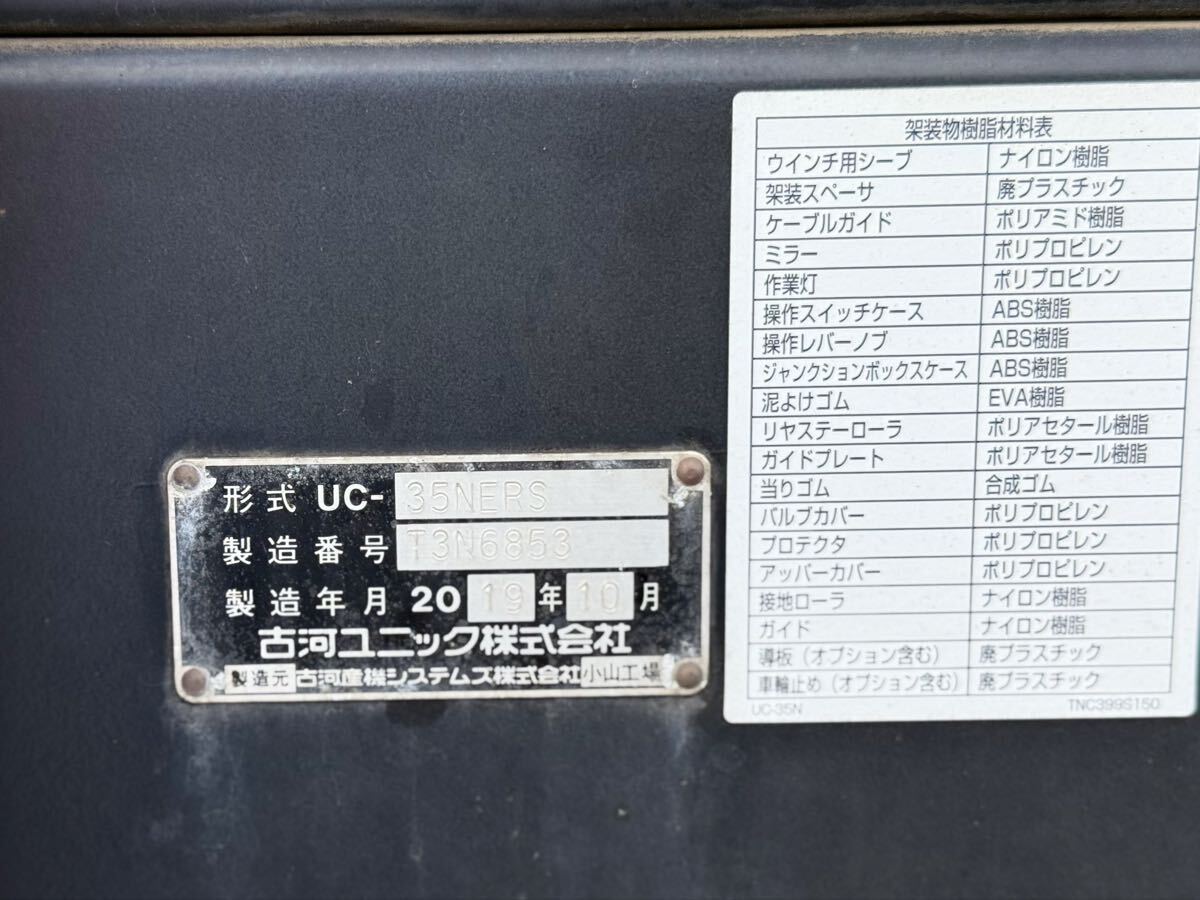 形式 UC-35NERS
製造番号 T3N6853
製造年月 2019年10月
古河ユニック株式会社
製造元 古河産機システムズ株式会社 小山工場
架装物樹脂材料表
ウインチ用シーブ ナイロン樹脂
架装スペーサ 廃プラスチック
ケーブルガイド ポリアミド樹脂
ミラー ポリプロピレン
作業灯 ポリプロピレン
操作スイッチケース ABS樹脂
操作レバーノブ ABS樹脂
ジャンクションボックスケース ABS樹脂
泥よけゴム EVA樹脂
リヤステーローラ ポリアセタール樹脂
ガイドプレート ポリアセタール樹脂
当りゴム 合成ゴム
バルブカバー ポリプロピレン
プロテクタ ポリプロピレン
アッパーカバー ポリプロピレン
接地ローラ ナイロン樹脂
ガイド ナイロン樹脂
導板（オプション含む） 廃プラスチック
車輪止め（オプション含む） 廃プラスチック
UC-35N TNC399S150